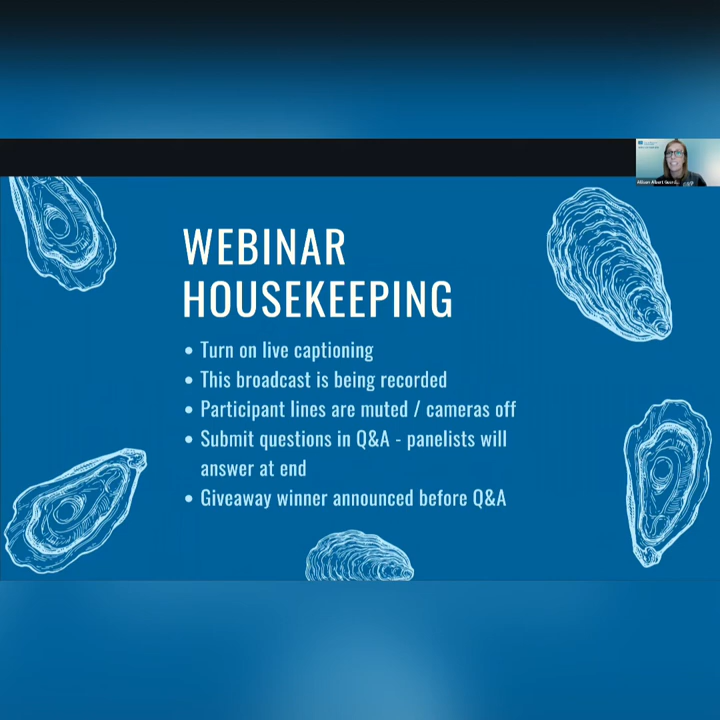 WEBINAR
HOUSEKEEPING
• Turn on live captioning
• This broadcast is being recorded
• Participant lines are muted / cameras off
• Submit questions in Q&A - panelists will
answer at end
• Giveaway winner announced before Q&A